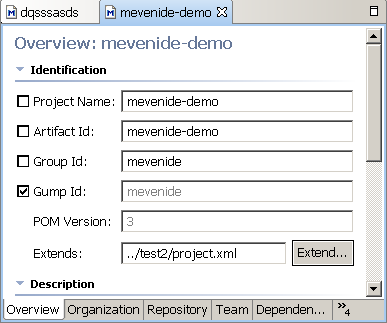 dqsssasds mevenide-demo
Overview: mevenide-demo
Identification
Project Name: mevenide-demo
Artifact Id: mevenide-demo
Group Id: mevenide
Gump Id: mevenide
POM Version: 3
Extends: ../test2/project.xml Extend...
Description
Overview Organization Repository Team Dependen... »4